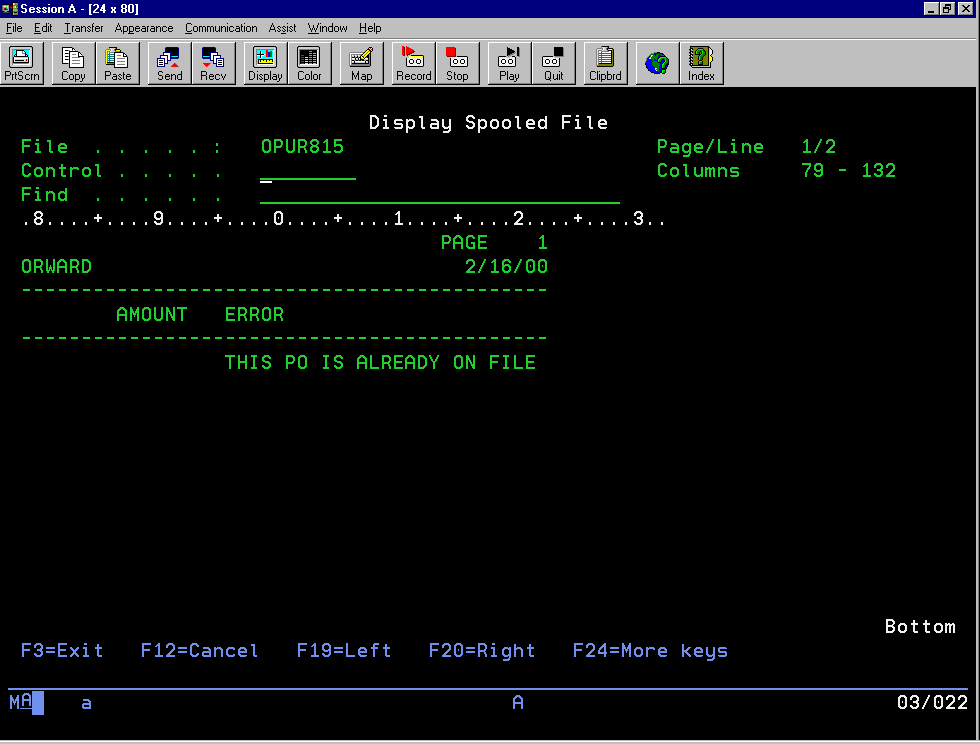 Session A - [24 x 80]
File Edit Transfer Appearance Communication Assist Window Help
PrtScrn Copy Paste Send Recv Display Color Map Record Stop Play Quit Clipbrd Index
Display Spooled File
File . . . . . : OPUR815 Page/Line 1/2
Control . . . . . Columns 79 - 132
Find . . . . . .
.8....+....9....+....0....+....1....+....2....+....3..
PAGE 1
ORWARD 2/16/00
--------------------------------------------
AMOUNT ERROR
--------------------------------------------
THIS PO IS ALREADY ON FILE
Bottom
F3=Exit F12=Cancel F19=Left F20=Right F24=More keys
MA a A 03/022